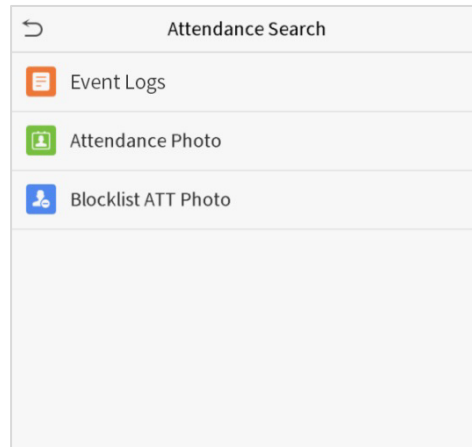 Attendance Search
Event Logs
Attendance Photo
Blocklist ATT Photo